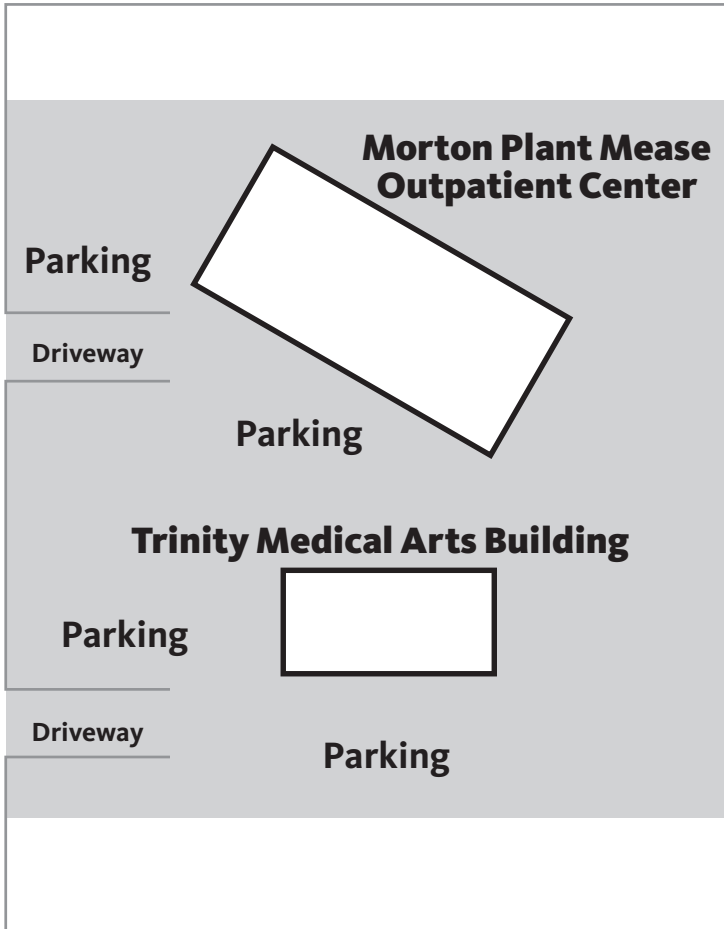 Morton Plant Mease
Outpatient Center
Parking
Driveway
Parking
Trinity Medical Arts Building
Parking
Driveway
Parking